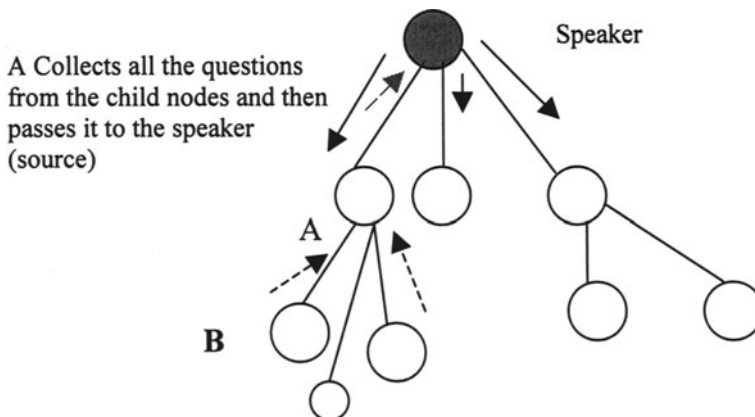 Speaker
A Collects all the questions
from the child nodes and then
passes it to the speaker
(source)
A
B